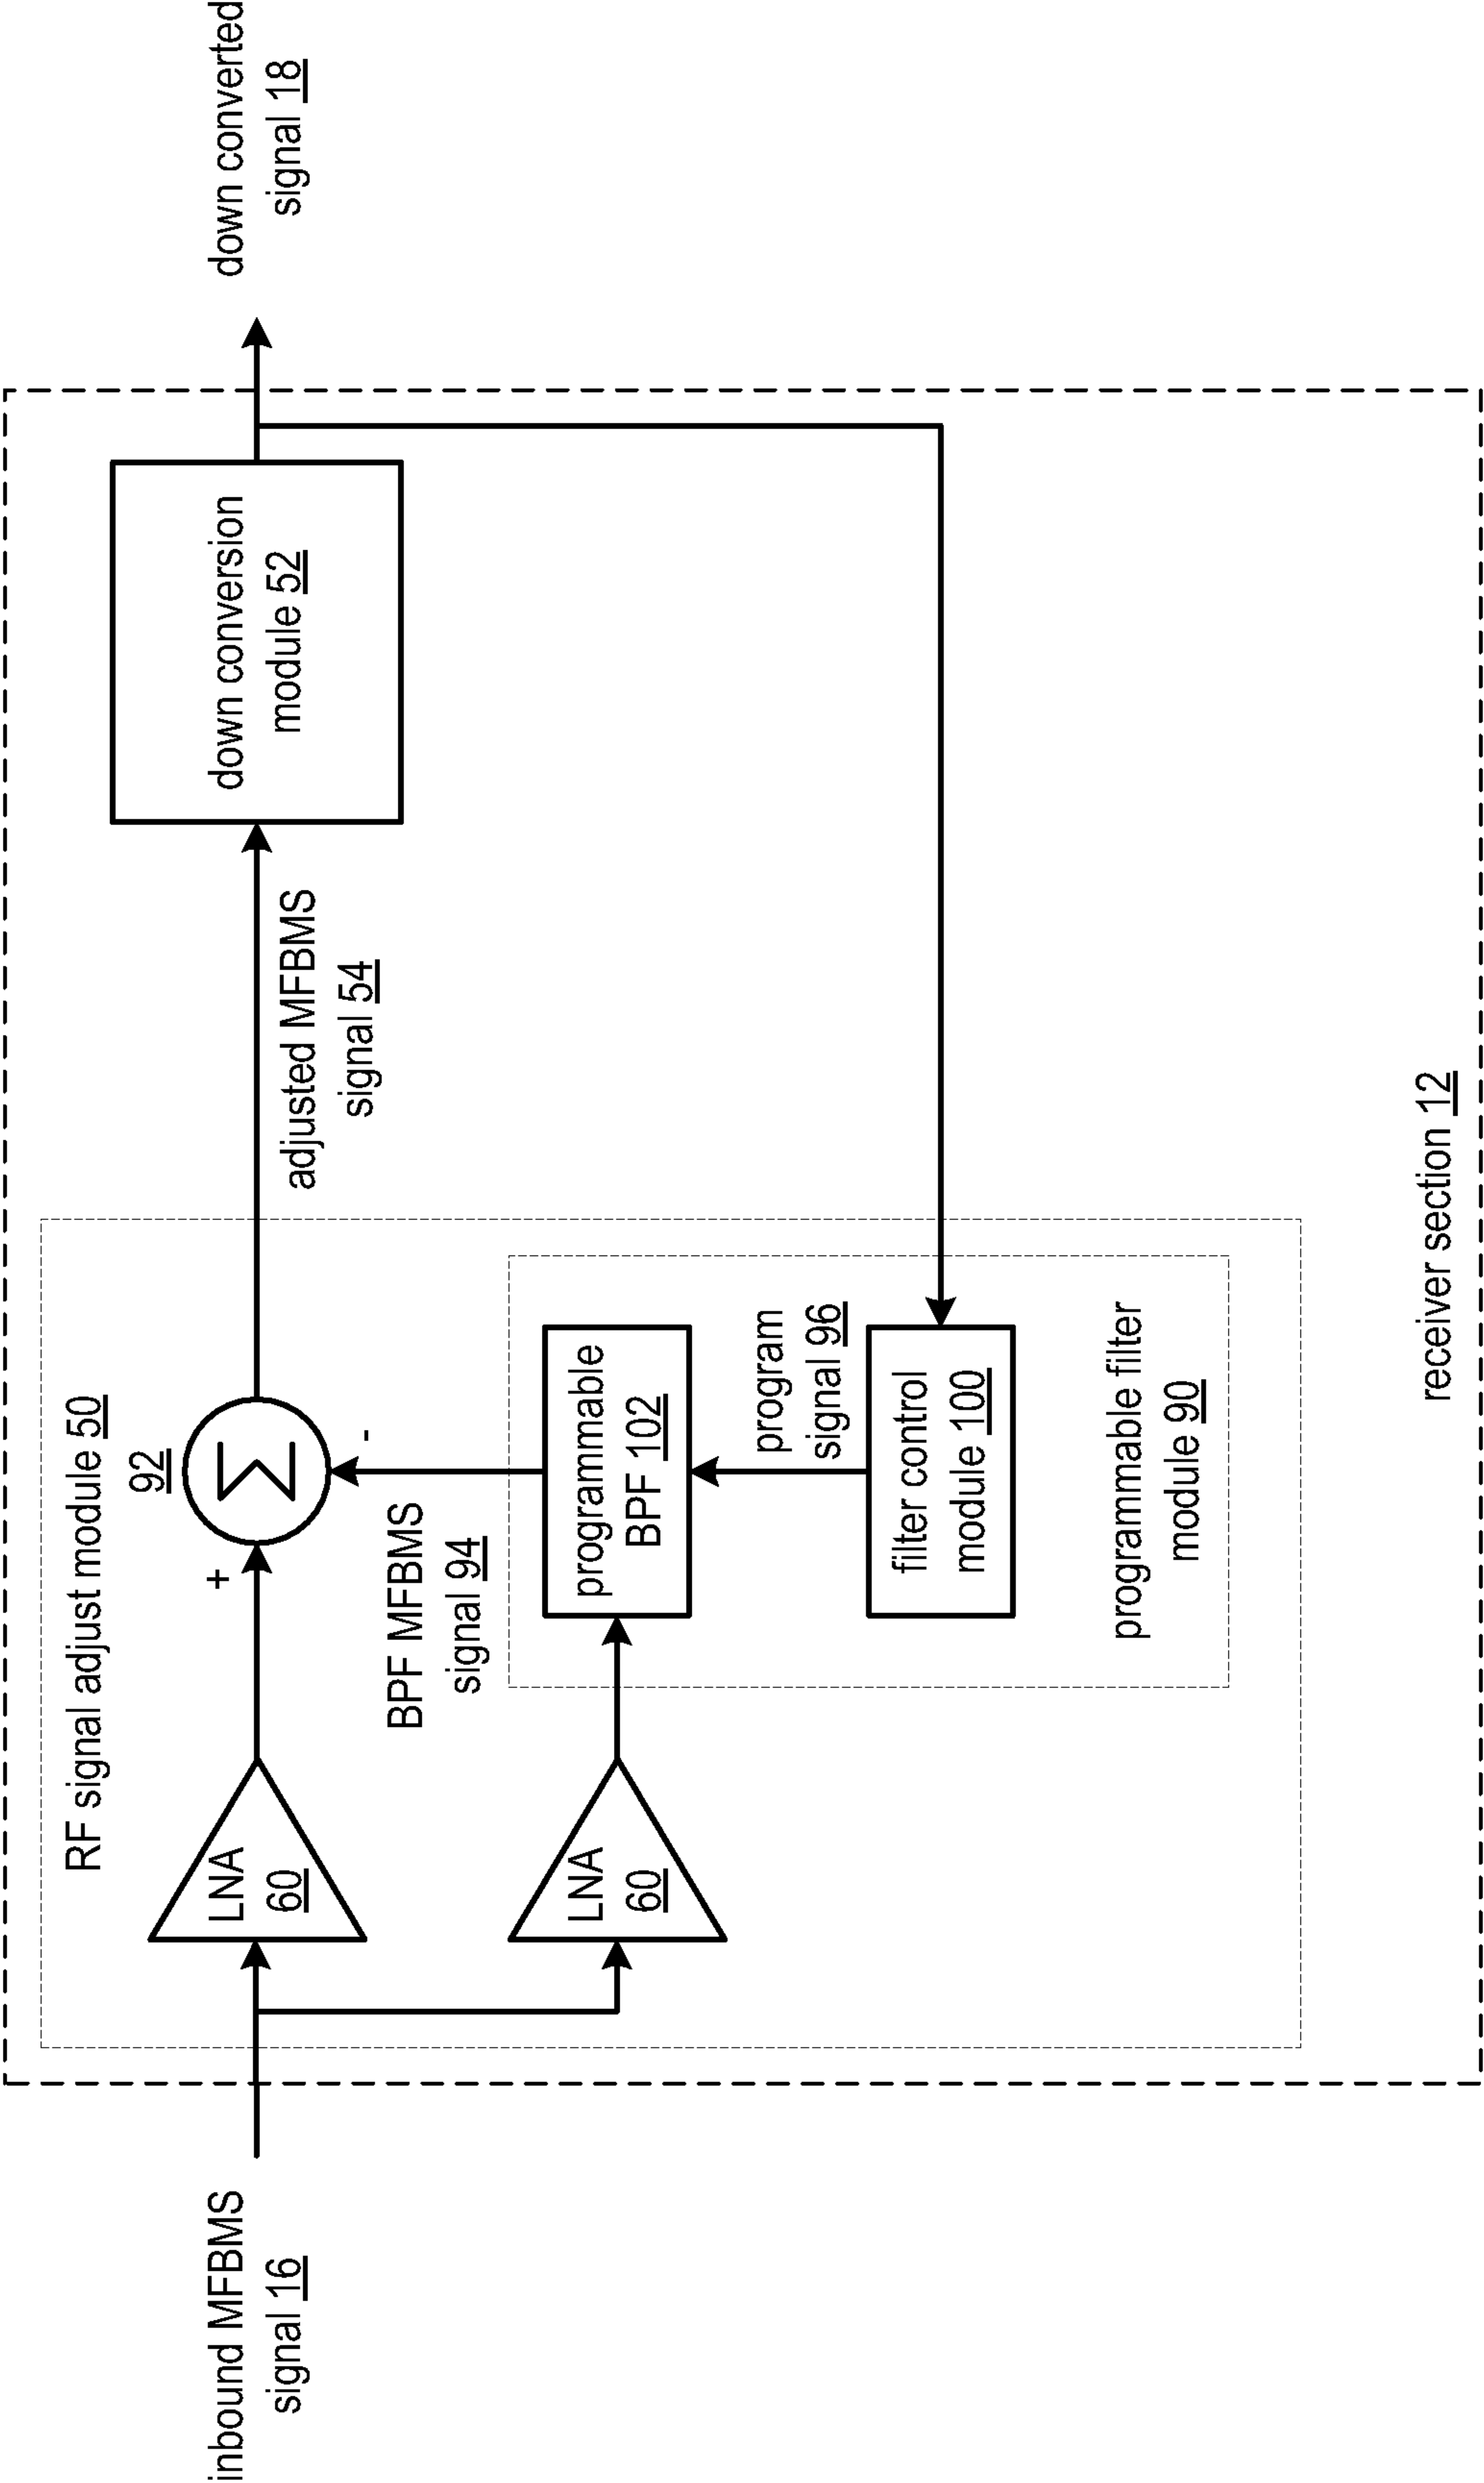 RF signal adjust module 50
92
inbound MFBMS
signal 16
LNA
60
+
Σ
-
adjusted MFBMS
signal 54
down conversion
module 52
down converted
signal 18
BPF MFBMS
signal 94
LNA
60
programmable
BPF 102
program
signal 96
filter control
module 100
programmable filter
module 90
receiver section 12